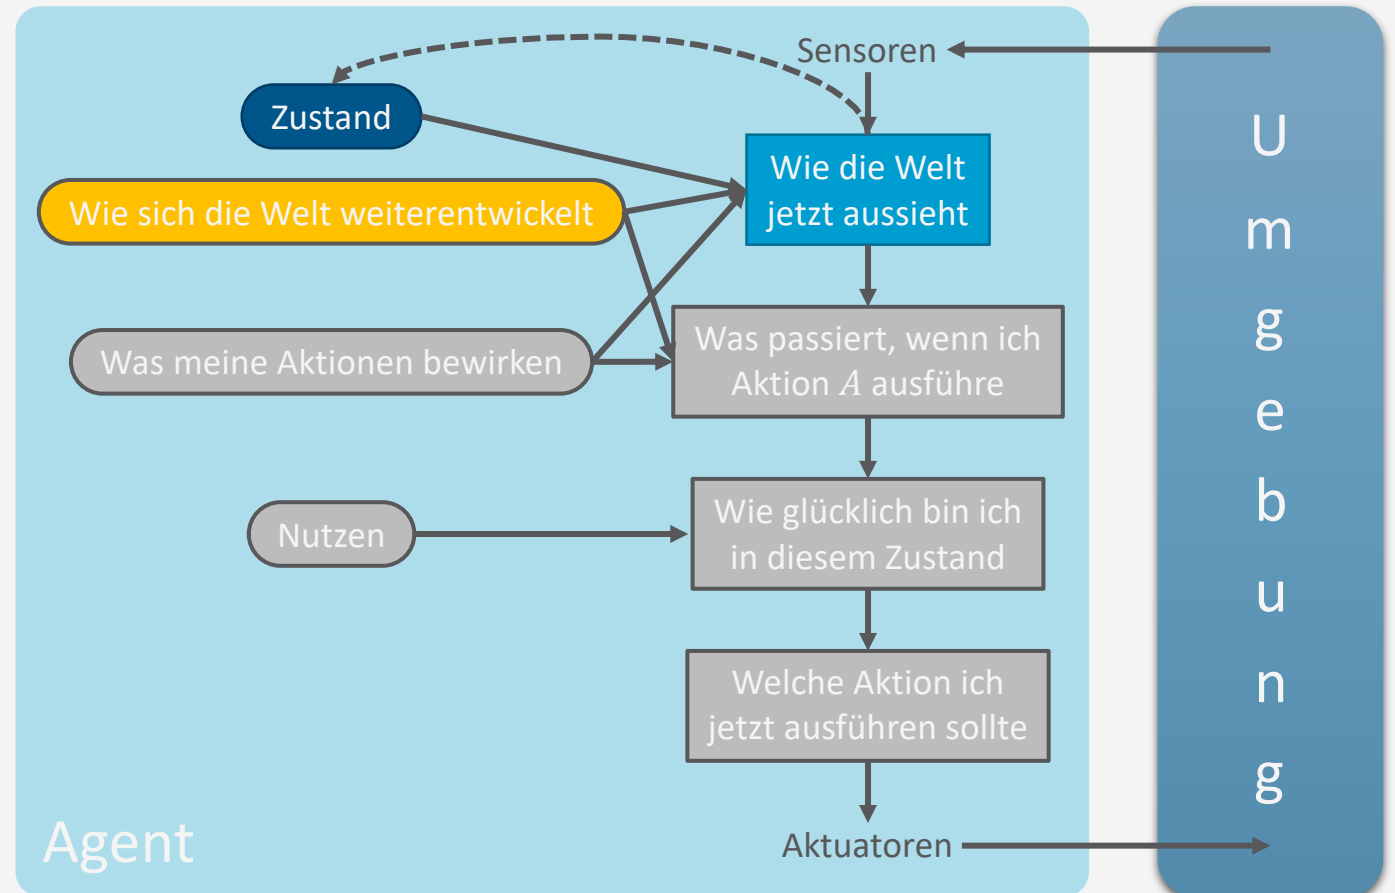 Sensoren
Zustand
Wie die Welt
jetzt aussieht
Wie sich die Welt weiterentwickelt
Was meine Aktionen bewirken
Was passiert, wenn ich
Aktion A ausführe
Nutzen
Wie glücklich bin ich
in diesem Zustand
Welche Aktion ich
jetzt ausführen sollte
Aktuatoren
Agent
U
m
g
e
b
u
n
g